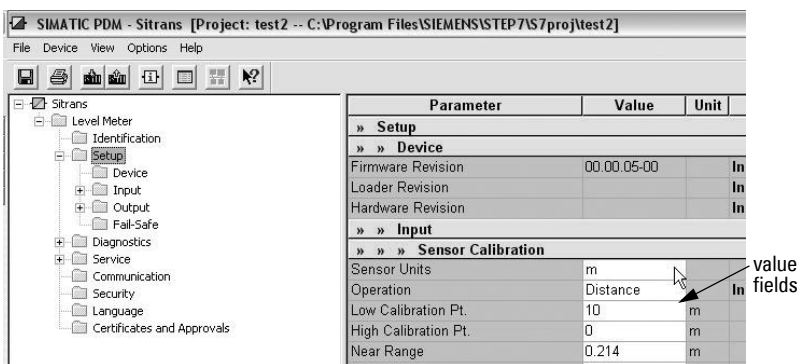 SIMATIC PDM - Sitrans [Project: test2 -- C:\Program Files\SIEMENS\STEP7\S7proj\test2]
File Device View Options Help
Sitrans
Level Meter
Identification
Setup
Device
Input
Output
Fail-Safe
Diagnostics
Service
Communication
Security
Language
Certificates and Approvals
Parameter Value Unit
» Setup
» » Device
Firmware Revision 00.00.05-00 In
Loader Revision In
Hardware Revision In
» » Input
» » » Sensor Calibration
Sensor Units m
Operation Distance In
Low Calibration Pt. 10 m
High Calibration Pt. 0 m
Near Range 0.214 m
value
fields